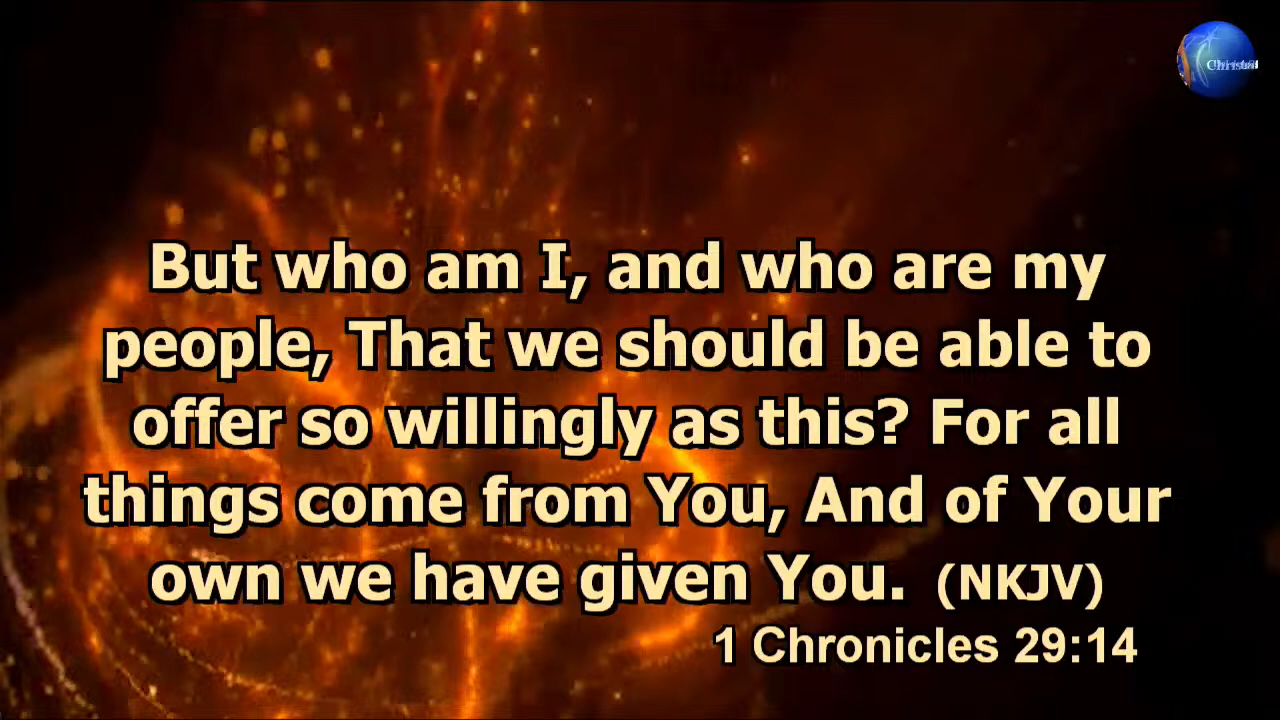 But who am I, and who are my
people, That we should be able to
offer so willingly as this? For all
things come from You, And of Your
own we have given You. (NKJV)
1 Chronicles 29:14